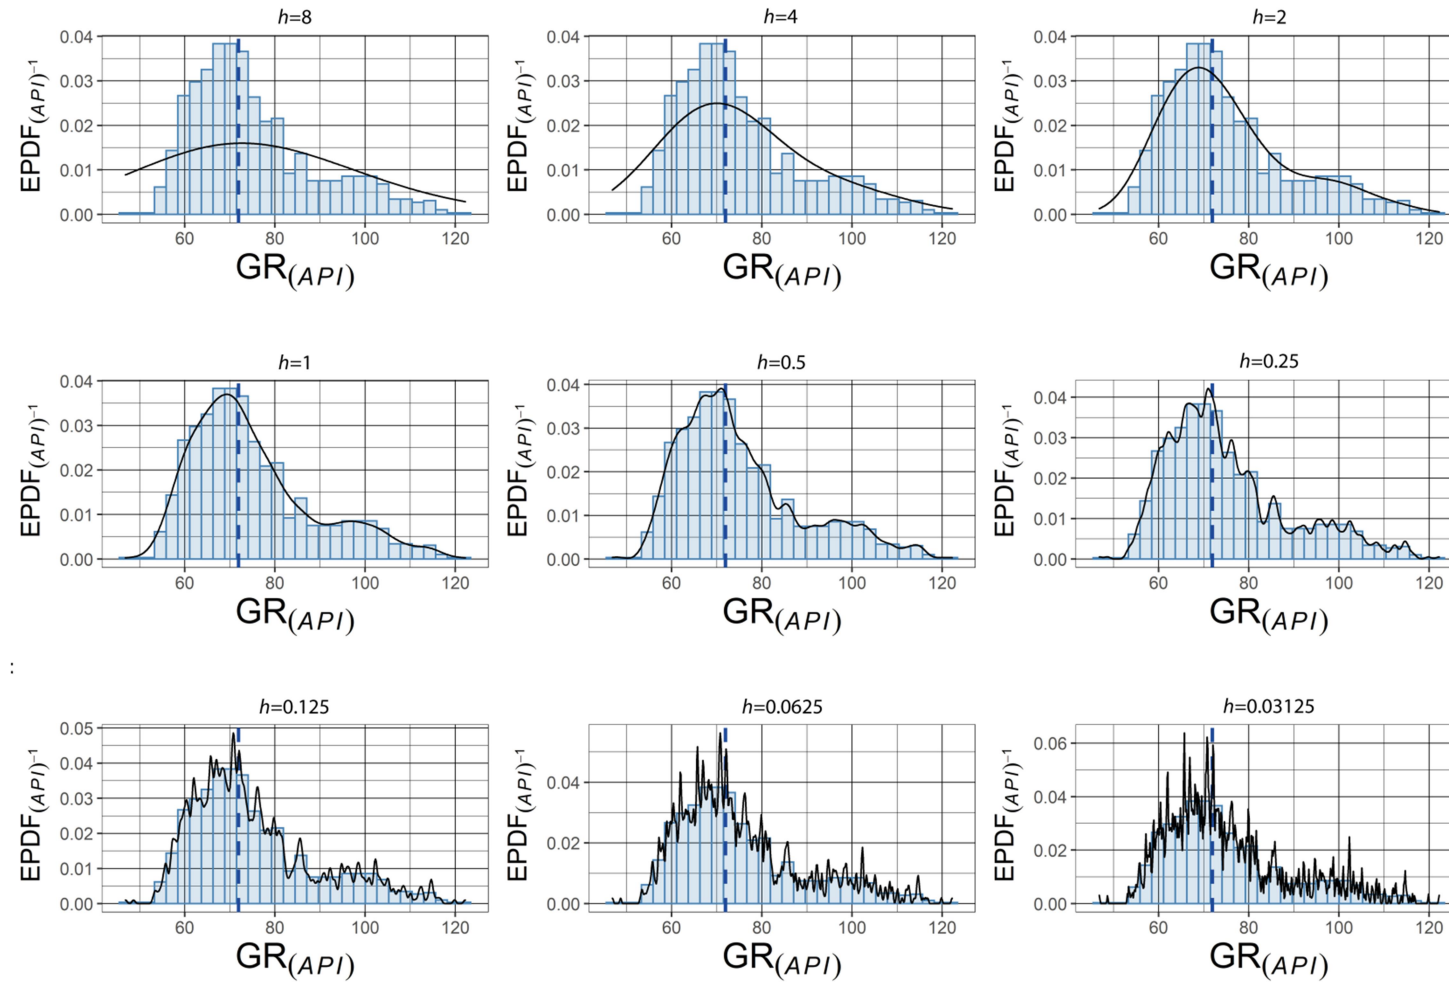 h=8
h=4
h=2
EPDF(API)⁻¹
0.04
0.03
0.02
0.01
0.00
60
80
100
120
GR(API)
EPDF(API)⁻¹
0.04
0.03
0.02
0.01
0.00
60
80
100
120
GR(API)
EPDF(API)⁻¹
0.04
0.03
0.02
0.01
0.00
60
80
100
120
GR(API)
h=1
h=0.5
h=0.25
EPDF(API)⁻¹
0.04
0.03
0.02
0.01
0.00
60
80
100
120
GR(API)
EPDF(API)⁻¹
0.04
0.03
0.02
0.01
0.00
60
80
100
120
GR(API)
EPDF(API)⁻¹
0.04
0.03
0.02
0.01
0.00
60
80
100
120
GR(API)
:
h=0.125
h=0.0625
h=0.03125
EPDF(API)⁻¹
0.05
0.04
0.03
0.02
0.01
0.00
60
80
100
120
GR(API)
EPDF(API)⁻¹
0.04
0.02
0.00
60
80
100
120
GR(API)
EPDF(API)⁻¹
0.06
0.04
0.02
0.00
60
80
100
120
GR(API)